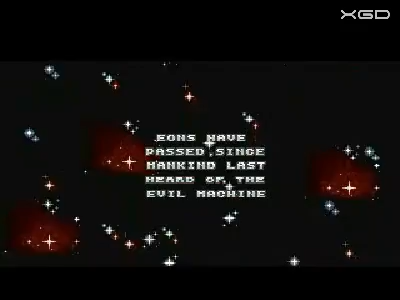 XGD
EONS HAVE
PASSED SINCE
MANKIND LAST
HEARD OF THE
EVIL MACHINE